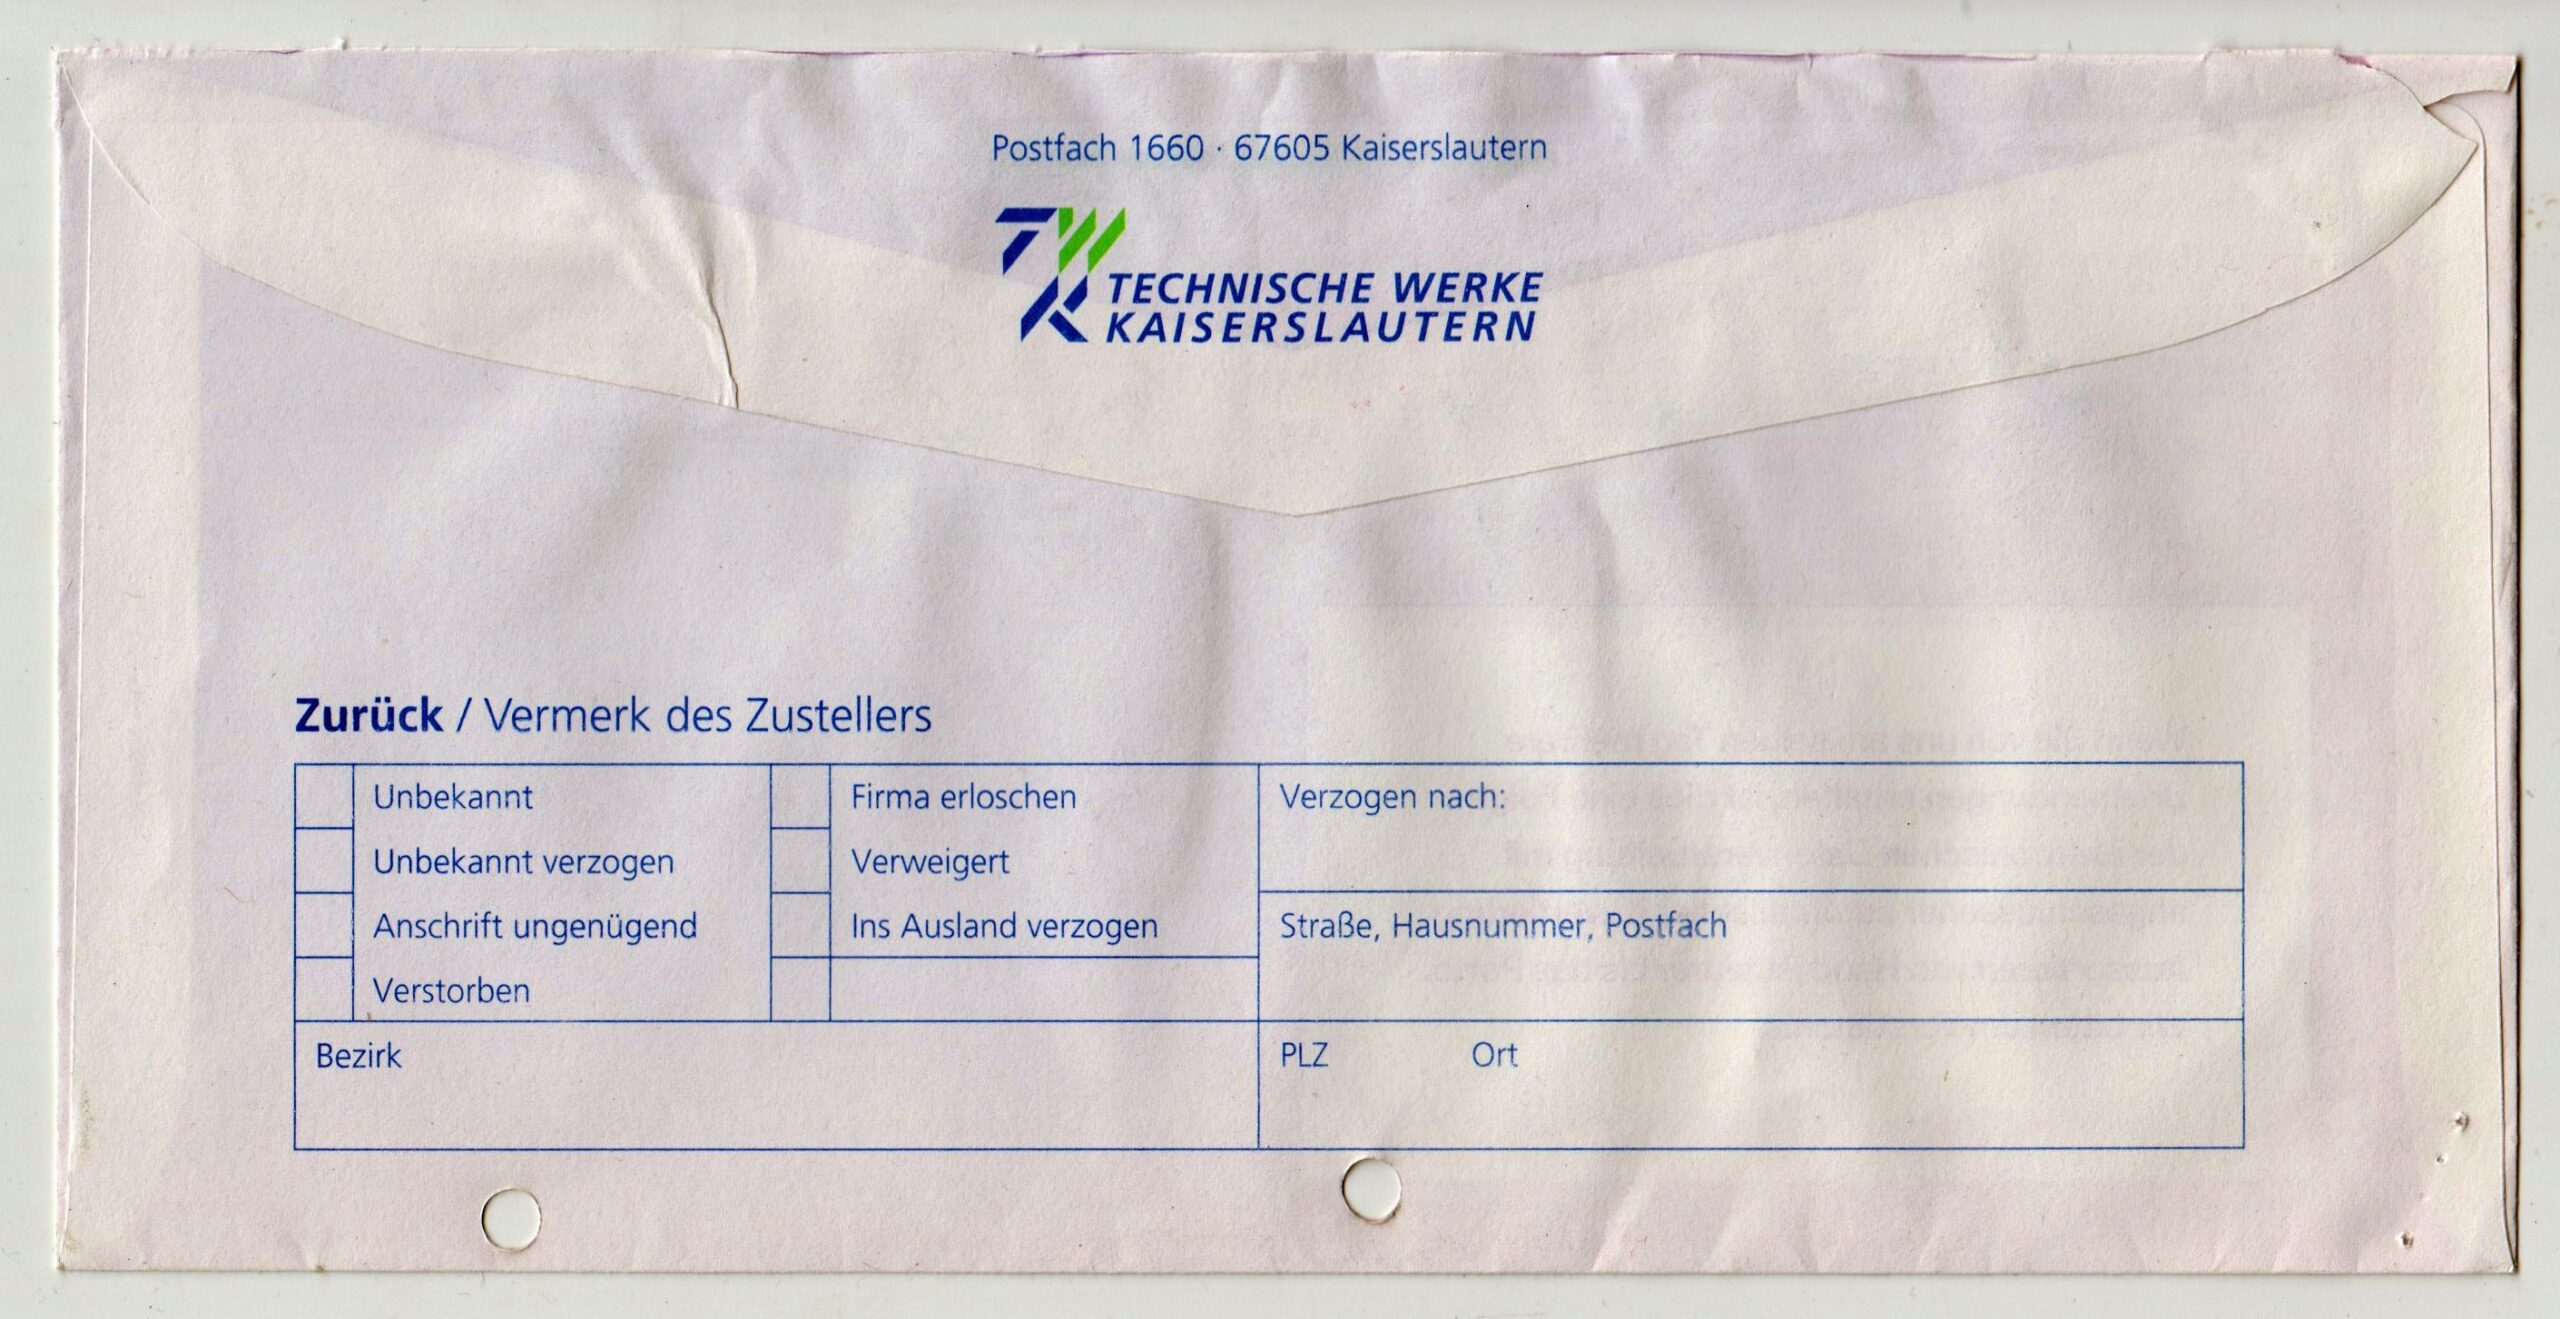 Postfach 1660 · 67605 Kaiserslautern
TWK
TECHNISCHE WERKE
KAISERSLAUTERN
Zurück / Vermerk des Zustellers
Unbekannt
Unbekannt verzogen
Anschrift ungenügend
Verstorben
Firma erloschen
Verweigert
Ins Ausland verzogen
Verzogen nach:
Straße, Hausnummer, Postfach
Bezirk
PLZ Ort